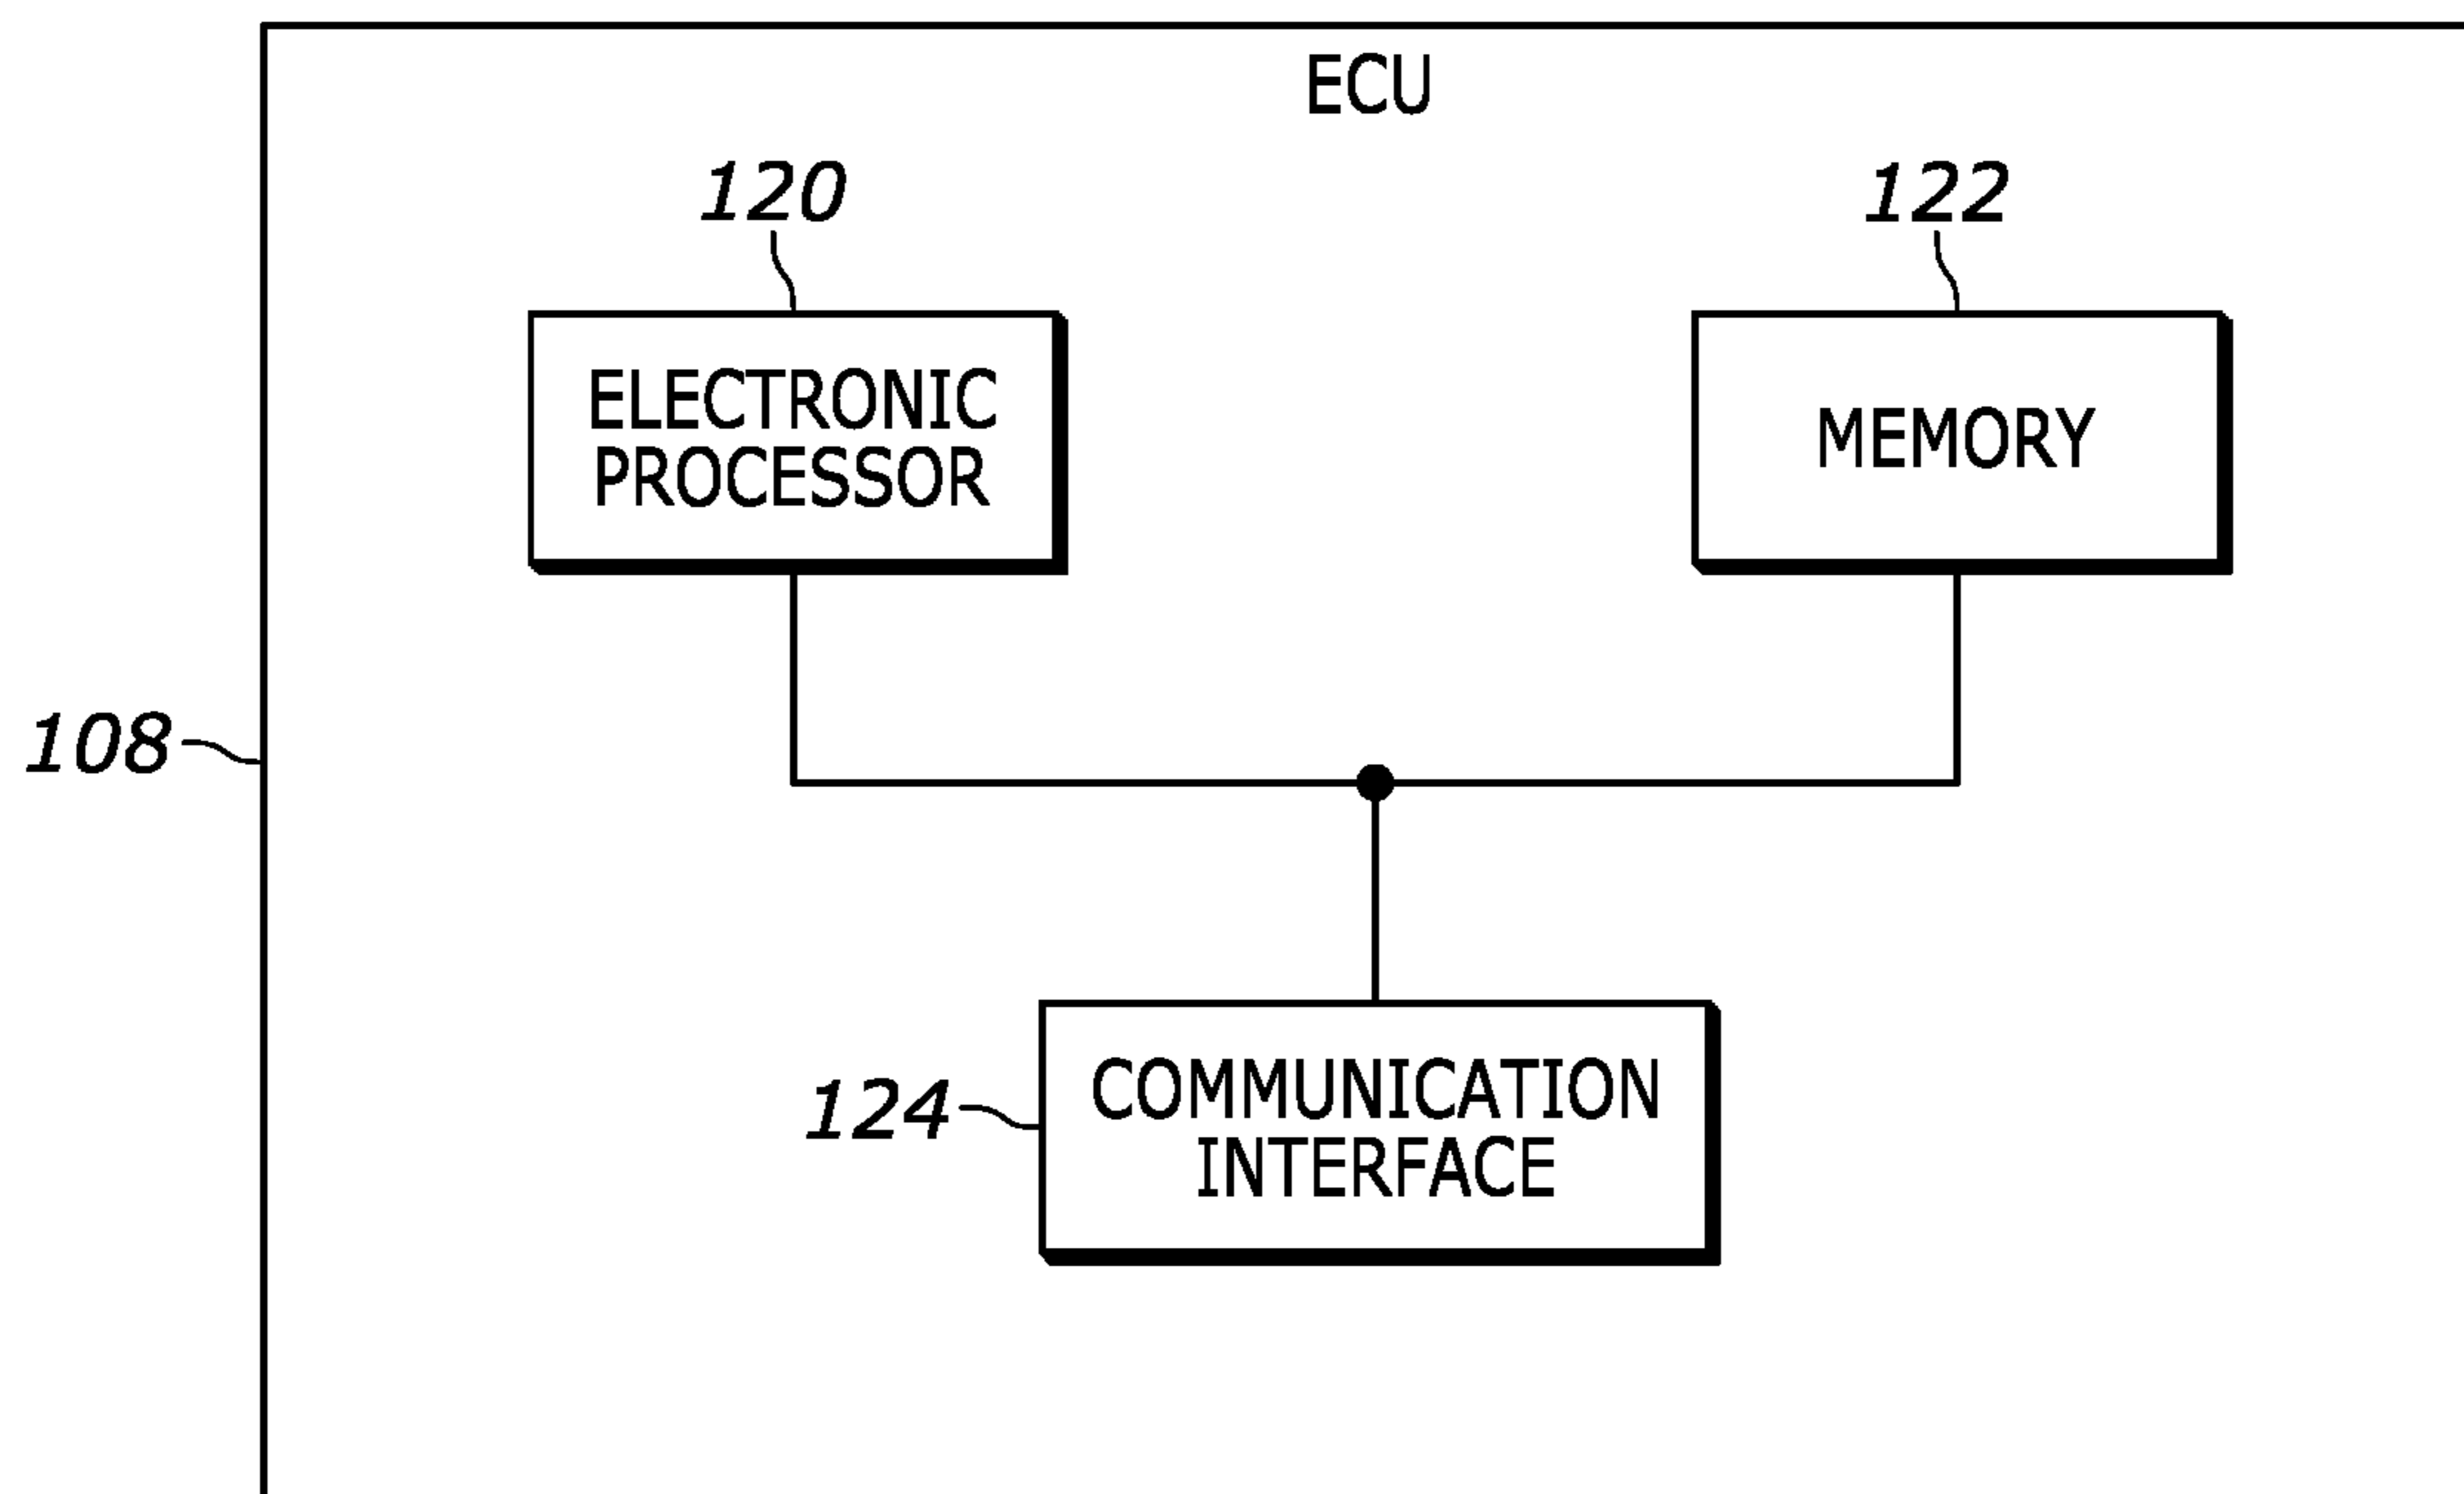 ECU
120
122
ELECTRONIC
PROCESSOR
MEMORY
108
124
COMMUNICATION
INTERFACE